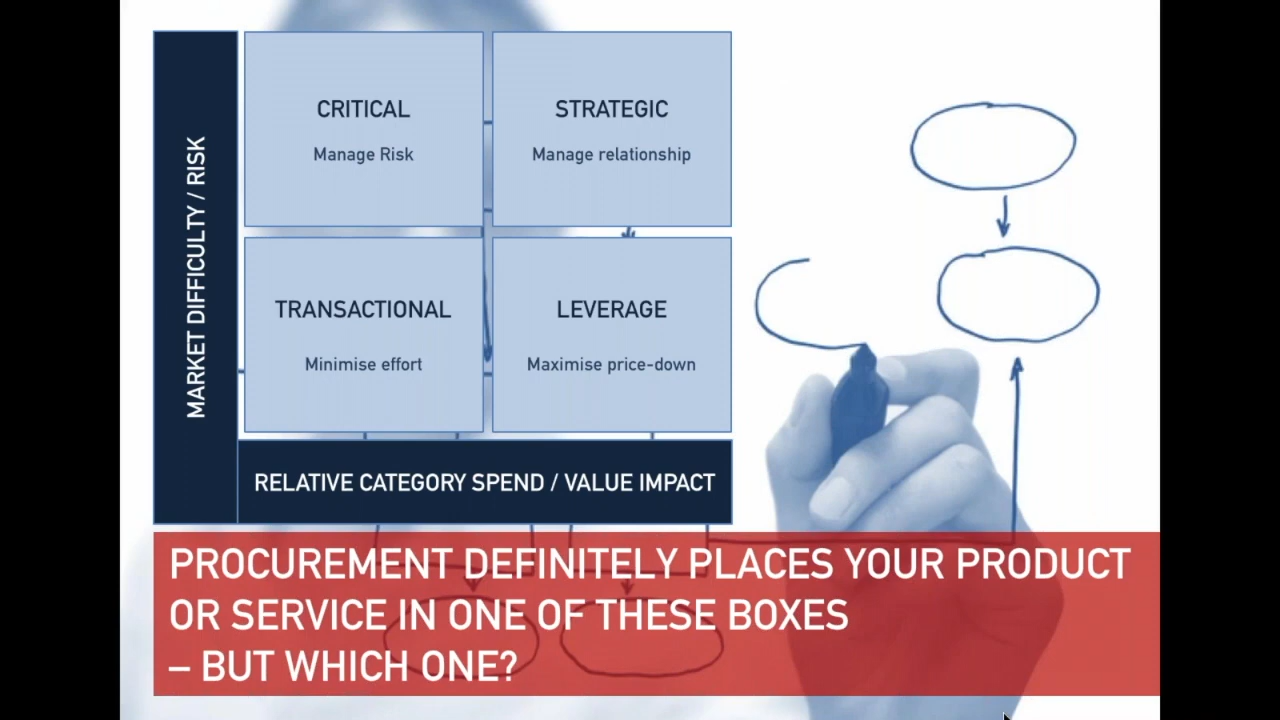 MARKET DIFFICULTY / RISK
CRITICAL
Manage Risk
STRATEGIC
Manage relationship
TRANSACTIONAL
Minimise effort
LEVERAGE
Maximise price-down
RELATIVE CATEGORY SPEND / VALUE IMPACT
PROCUREMENT DEFINITELY PLACES YOUR PRODUCT
OR SERVICE IN ONE OF THESE BOXES
– BUT WHICH ONE?